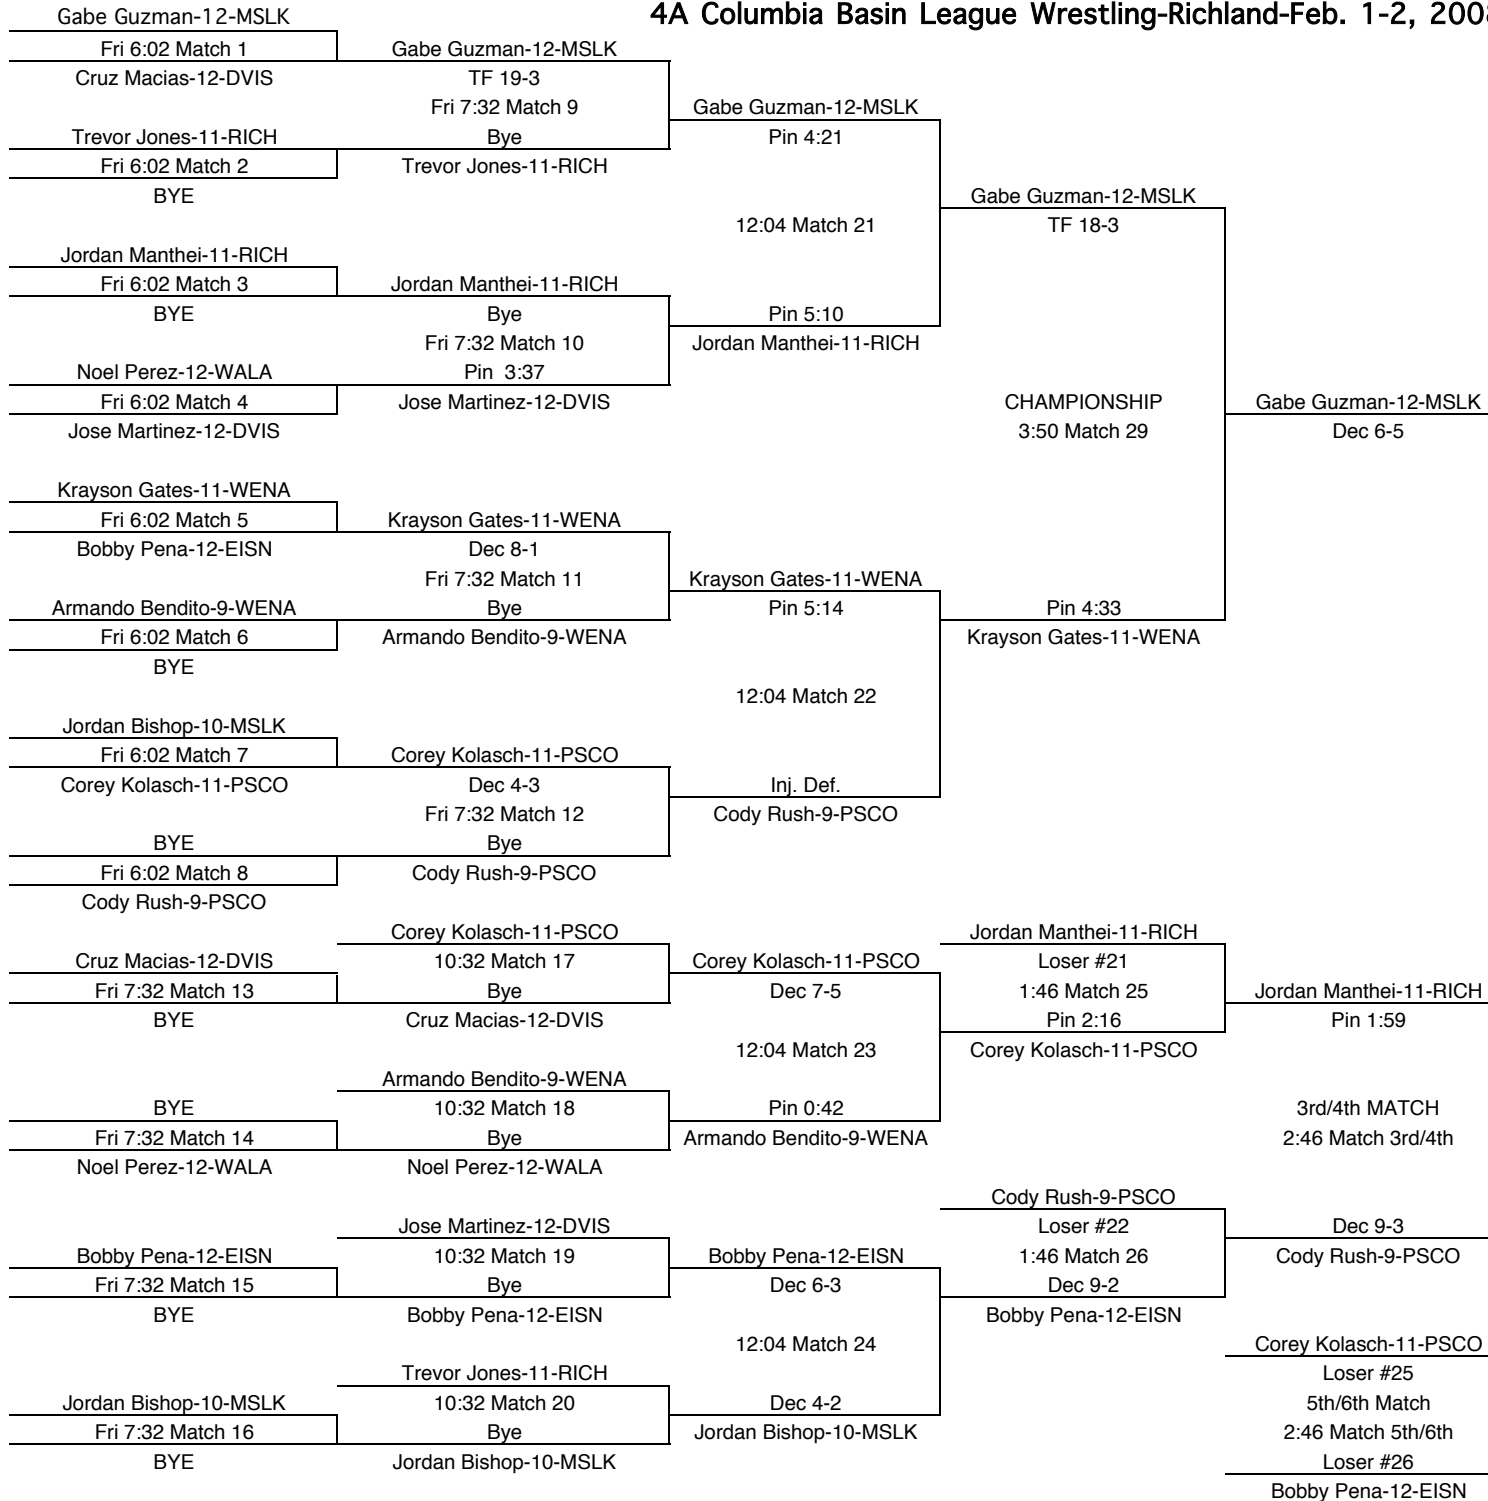 4A Columbia Basin League Wrestling-Richland-Feb. 1-2, 2008
Gabe Guzman-12-MSLK
Fri 6:02 Match 1
Cruz Macias-12-DVIS
Trevor Jones-11-RICH
Fri 6:02 Match 2
BYE
Jordan Manthei-11-RICH
Fri 6:02 Match 3
BYE
Noel Perez-12-WALA
Fri 6:02 Match 4
Jose Martinez-12-DVIS
Krayson Gates-11-WENA
Fri 6:02 Match 5
Bobby Pena-12-EISN
Armando Bendito-9-WENA
Fri 6:02 Match 6
BYE
Jordan Bishop-10-MSLK
Fri 6:02 Match 7
Corey Kolasch-11-PSCO
BYE
Fri 6:02 Match 8
Cody Rush-9-PSCO
Gabe Guzman-12-MSLK
TF 19-3
Fri 7:32 Match 9
Bye
Trevor Jones-11-RICH
Jordan Manthei-11-RICH
Bye
Fri 7:32 Match 10
Pin 3:37
Jose Martinez-12-DVIS
Krayson Gates-11-WENA
Dec 8-1
Fri 7:32 Match 11
Bye
Armando Bendito-9-WENA
Corey Kolasch-11-PSCO
Dec 4-3
Fri 7:32 Match 12
Bye
Cody Rush-9-PSCO
Gabe Guzman-12-MSLK
Pin 4:21
12:04 Match 21
Pin 5:10
Jordan Manthei-11-RICH
Krayson Gates-11-WENA
Pin 5:14
12:04 Match 22
Inj. Def.
Cody Rush-9-PSCO
Gabe Guzman-12-MSLK
TF 18-3
CHAMPIONSHIP
3:50 Match 29
Pin 4:33
Krayson Gates-11-WENA
Gabe Guzman-12-MSLK
Dec 6-5
Cruz Macias-12-DVIS
Fri 7:32 Match 13
BYE
BYE
Fri 7:32 Match 14
Noel Perez-12-WALA
Bobby Pena-12-EISN
Fri 7:32 Match 15
BYE
Jordan Bishop-10-MSLK
Fri 7:32 Match 16
BYE
Corey Kolasch-11-PSCO
10:32 Match 17
Bye
Cruz Macias-12-DVIS
Armando Bendito-9-WENA
10:32 Match 18
Bye
Noel Perez-12-WALA
Jose Martinez-12-DVIS
10:32 Match 19
Bye
Bobby Pena-12-EISN
Trevor Jones-11-RICH
10:32 Match 20
Bye
Jordan Bishop-10-MSLK
Corey Kolasch-11-PSCO
Dec 7-5
12:04 Match 23
Pin 0:42
Armando Bendito-9-WENA
Bobby Pena-12-EISN
Dec 6-3
12:04 Match 24
Dec 4-2
Jordan Bishop-10-MSLK
Jordan Manthei-11-RICH
Loser #21
1:46 Match 25
Pin 2:16
Corey Kolasch-11-PSCO
Cody Rush-9-PSCO
Loser #22
1:46 Match 26
Dec 9-2
Bobby Pena-12-EISN
Jordan Manthei-11-RICH
Pin 1:59
3rd/4th MATCH
2:46 Match 3rd/4th
Dec 9-3
Cody Rush-9-PSCO
Corey Kolasch-11-PSCO
Loser #25
5th/6th Match
2:46 Match 5th/6th
Loser #26
Bobby Pena-12-EISN